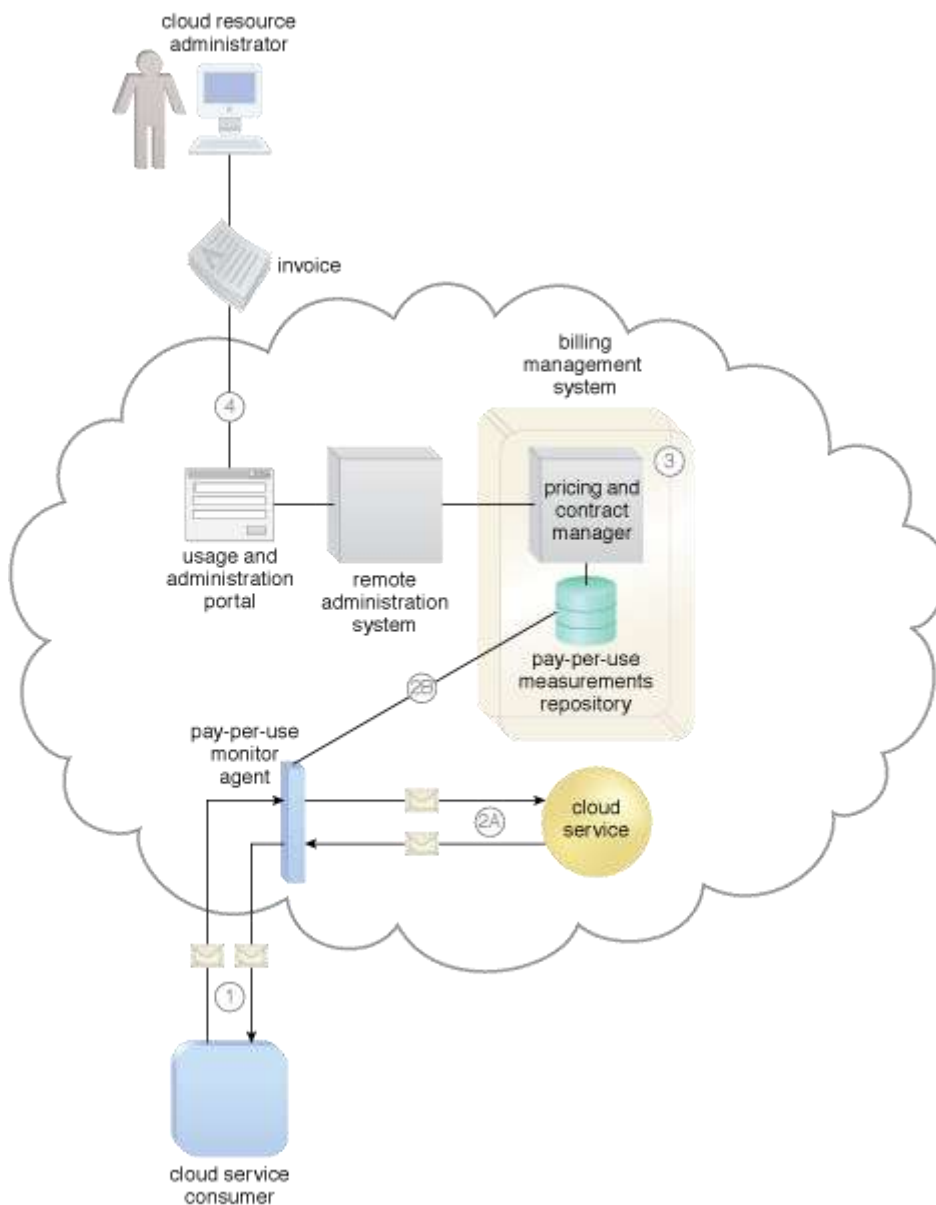 cloud resource
administrator
invoice
billing
management
system
4
3
pricing and
contract
manager
usage and
administration
portal
remote
administration
system
pay-per-use
measurements
repository
2B
pay-per-use
monitor
agent
cloud
service
2A
1
cloud service
consumer